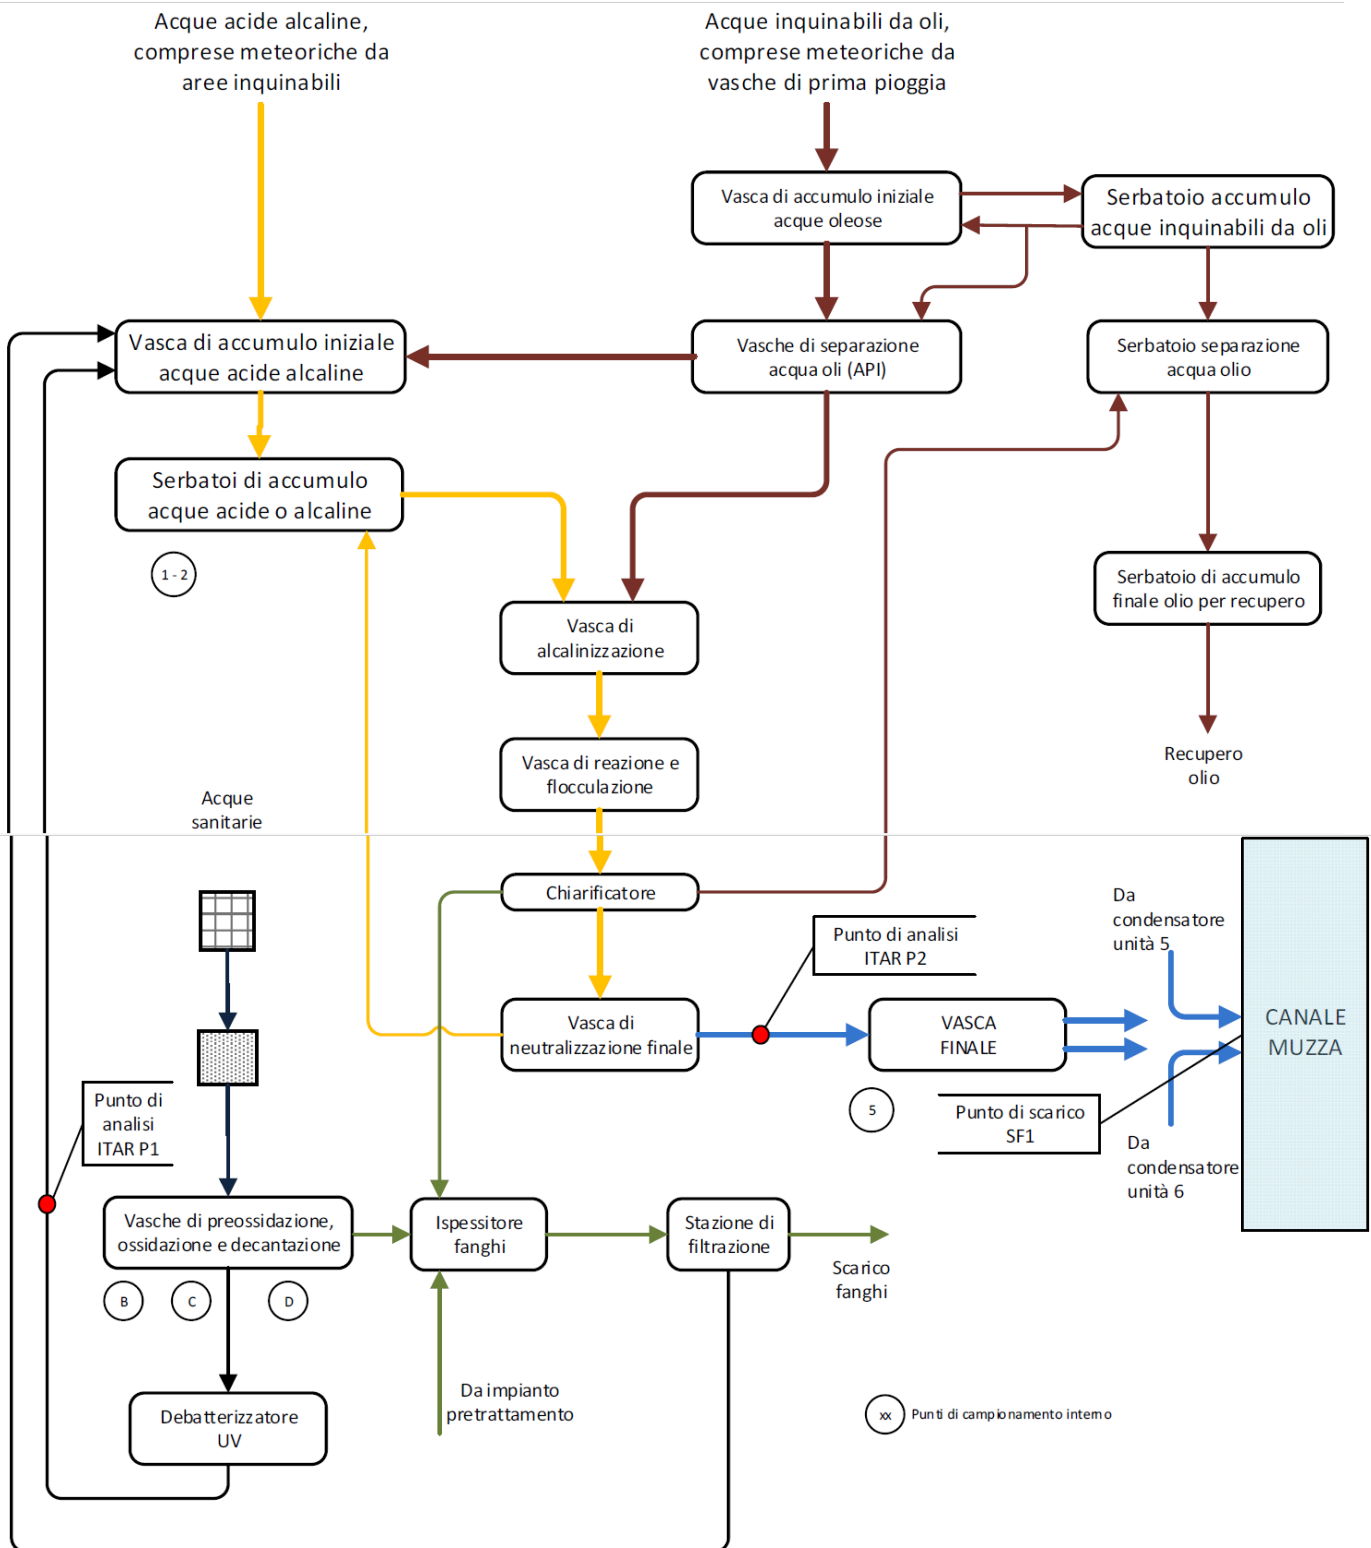 Acque acide alcaline,
comprese meteoriche da
aree inquinabili
Acque inquinabili da oli,
comprese meteoriche da
vasche di prima pioggia
Vasca di accumulo iniziale
acque oleose
Serbatoio accumulo
acque inquinabili da oli
Vasca di accumulo iniziale
acque acide alcaline
Vasche di separazione
acqua oli (API)
Serbatoio separazione
acqua olio
Serbatoi di accumulo
acque acide o alcaline
1 - 2
Serbatoio di accumulo
finale olio per recupero
Vasca di
alcalinizzazione
Vasca di reazione e
flocculazione
Recupero
olio
Acque
sanitarie
Chiarificatore
Da
condensatore
unità 5
Punto di analisi
ITAR P2
Vasca di
neutralizzazione finale
VASCA
FINALE
CANALE
MUZZA
Punto di
analisi
ITAR P1
5
Punto di scarico
SF1
Da
condensatore
unità 6
Vasche di preossidazione,
ossidazione e decantazione
Ispessitore
fanghi
Stazione di
filtrazione
Scarico
fanghi
B
C
D
Da impianto
pretrattamento
Debatterizzatore
UV
xx
Punti di campionamento interno